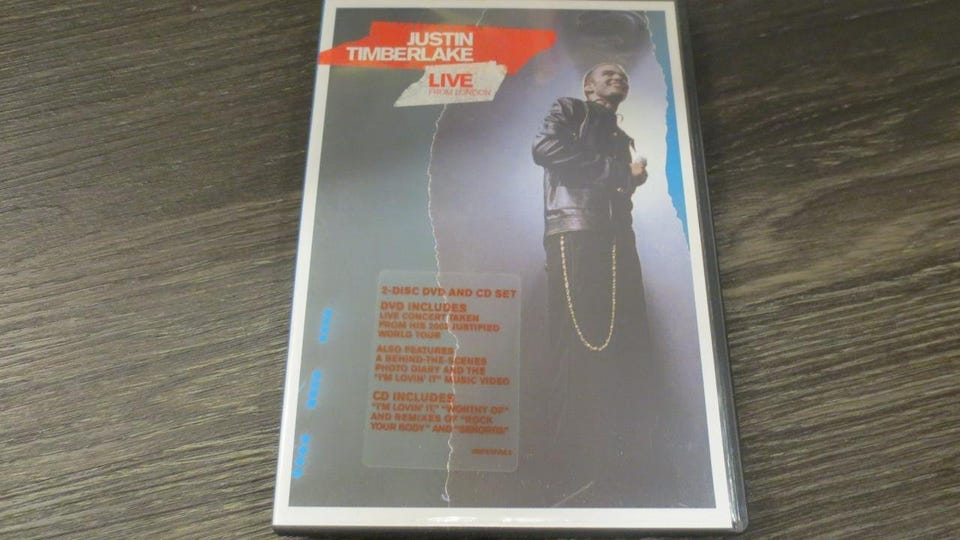 JUSTIN
TIMBERLAKE
LIVE
FROM LONDON
2-DISC DVD AND CD SET
DVD INCLUDES
LIVE CONCERT TAKEN
FROM HIS 2003 JUSTIFIED
WORLD TOUR
ALSO FEATURES
A BEHIND-THE-SCENES
PHOTO DIARY AND THE
"I'M LOVIN' IT" MUSIC VIDEO
CD INCLUDES
"I'M LOVIN' IT," "WORTHY OF"
AND REMIXES OF "ROCK
YOUR BODY" AND "SENORITA"